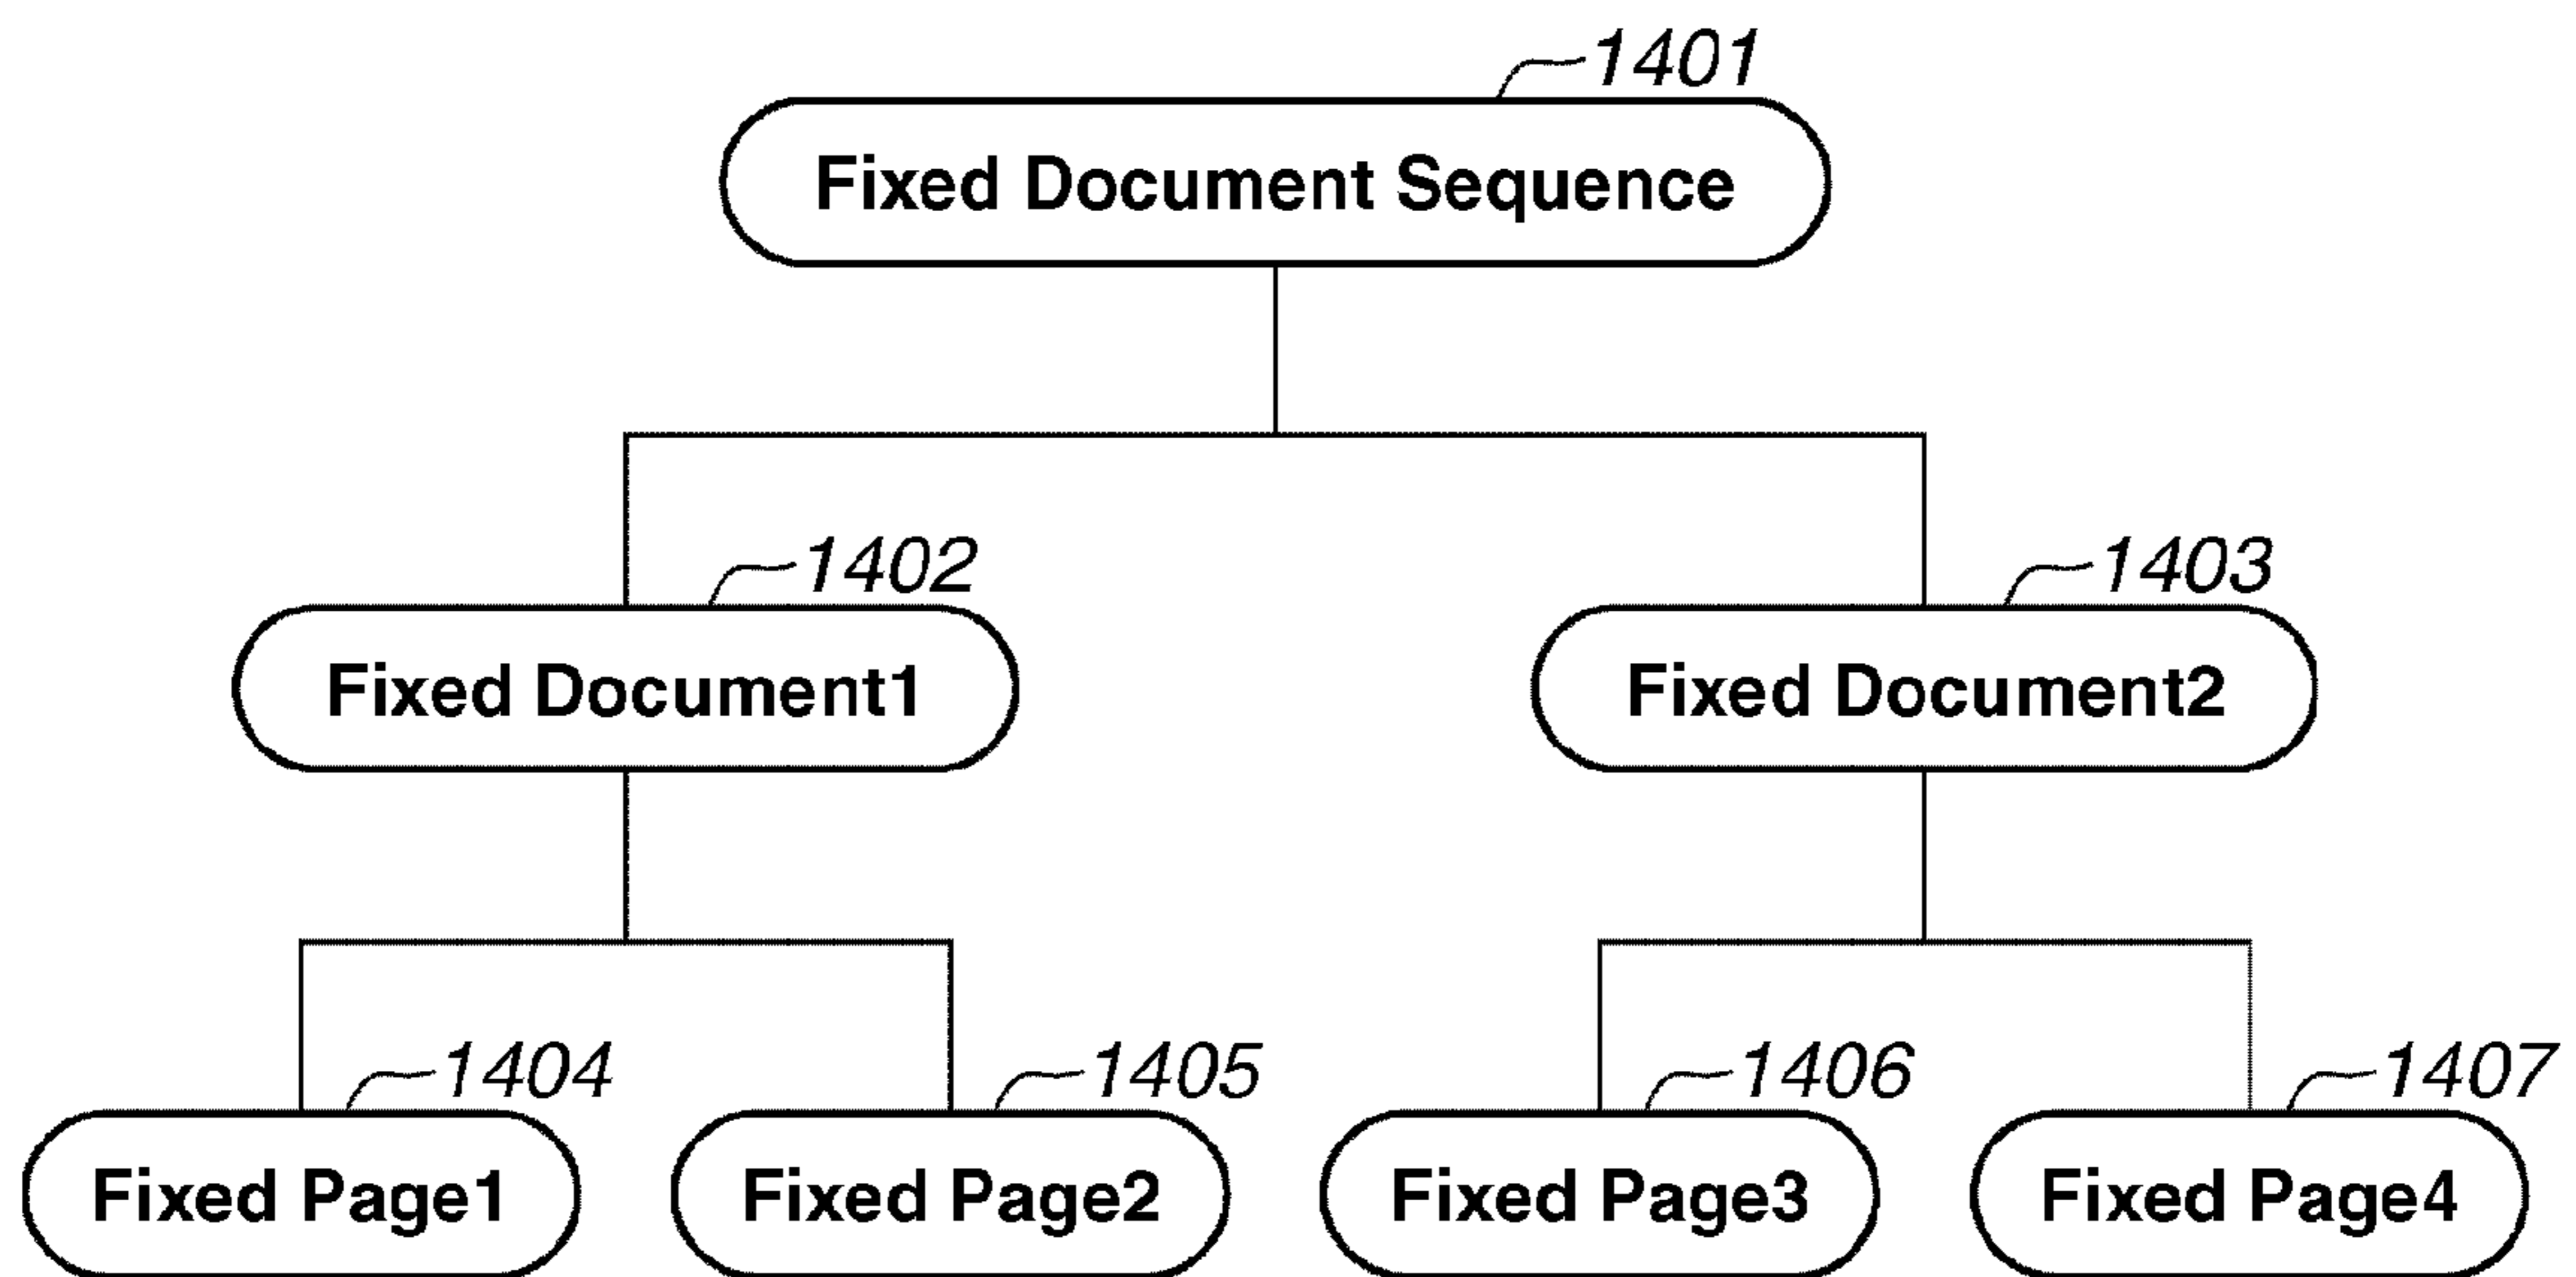 1401
Fixed Document Sequence
1402
1403
Fixed Document1
Fixed Document2
1404
1405
1406
1407
Fixed Page1
Fixed Page2
Fixed Page3
Fixed Page4